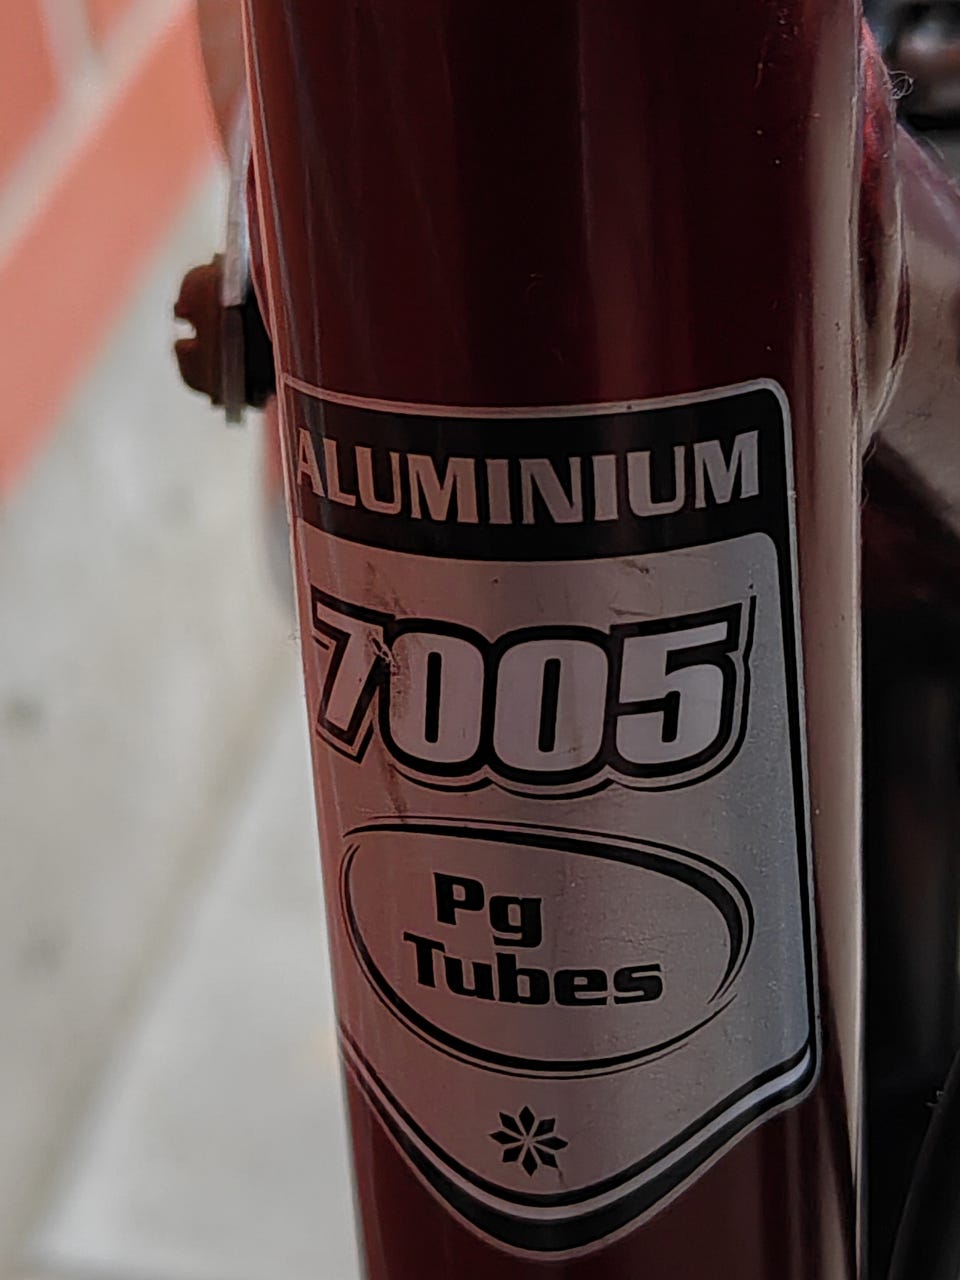 ALUMINIUM
7005
Pg
Tubes